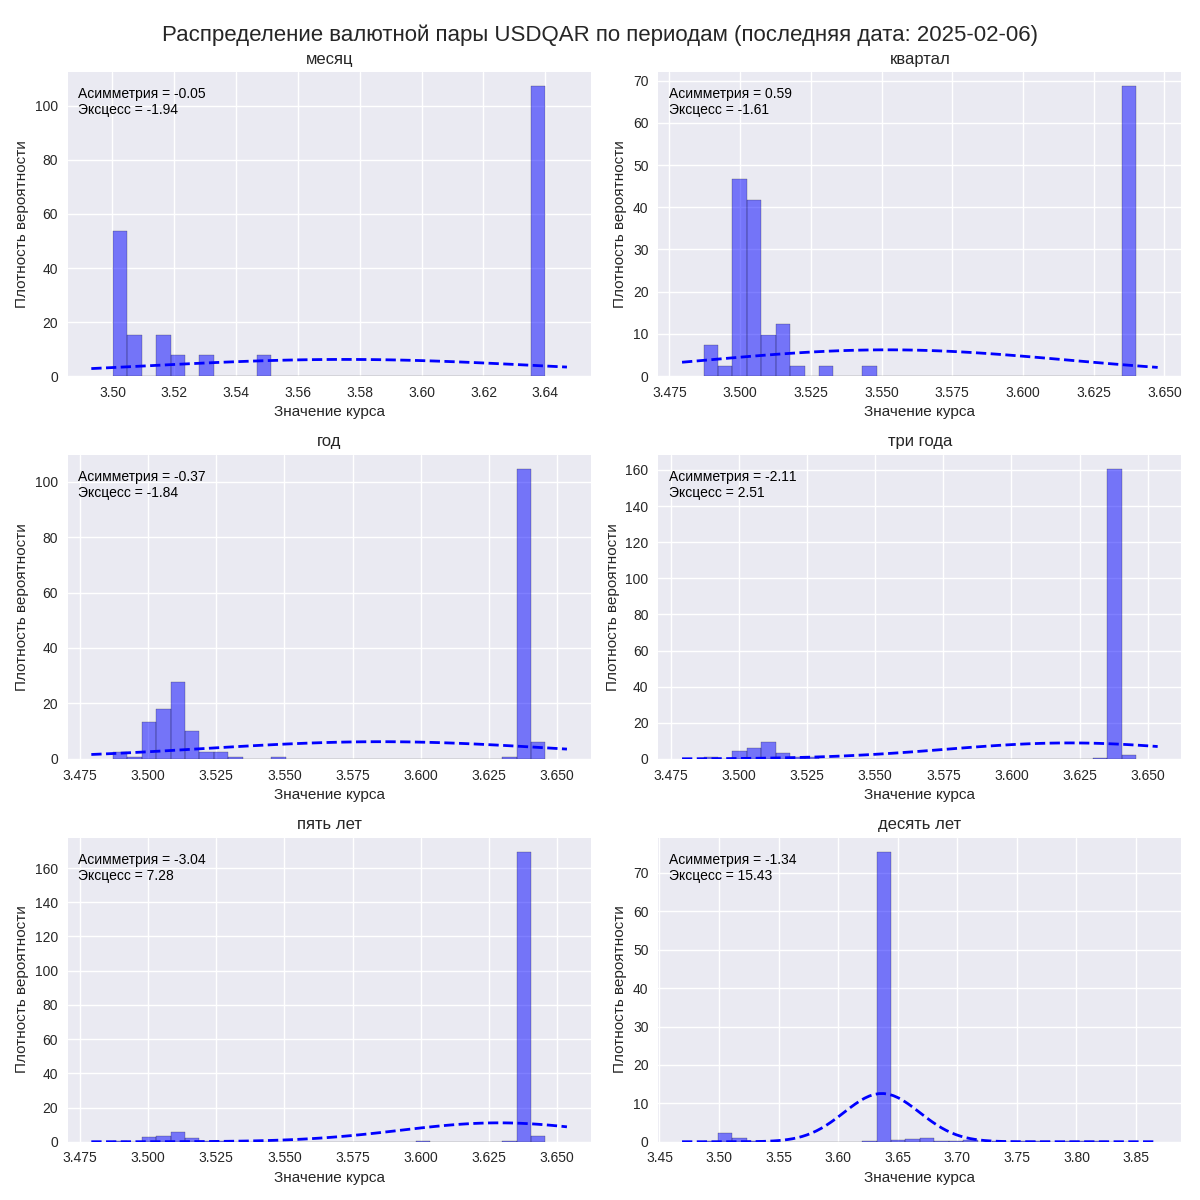 Распределение валютной пары USDQAR по периодам (последняя дата: 2025-02-06)
месяц
Асимметрия = -0.05
Эксцесс = -1.94
Плотность вероятности
100
80
60
40
20
0
3.50 3.52 3.54 3.56 3.58 3.60 3.62 3.64
Значение курса
квартал
Асимметрия = 0.59
Эксцесс = -1.61
Плотность вероятности
70
60
50
40
30
20
10
0
3.475 3.500 3.525 3.550 3.575 3.600 3.625 3.650
Значение курса
год
Асимметрия = -0.37
Эксцесс = -1.84
Плотность вероятности
100
80
60
40
20
0
3.475 3.500 3.525 3.550 3.575 3.600 3.625 3.650
Значение курса
три года
Асимметрия = -2.11
Эксцесс = 2.51
Плотность вероятности
160
140
120
100
80
60
40
20
0
3.475 3.500 3.525 3.550 3.575 3.600 3.625 3.650
Значение курса
пять лет
Асимметрия = -3.04
Эксцесс = 7.28
Плотность вероятности
160
140
120
100
80
60
40
20
0
3.475 3.500 3.525 3.550 3.575 3.600 3.625 3.650
Значение курса
десять лет
Асимметрия = -1.34
Эксцесс = 15.43
Плотность вероятности
70
60
50
40
30
20
10
0
3.45 3.50 3.55 3.60 3.65 3.70 3.75 3.80 3.85
Значение курса